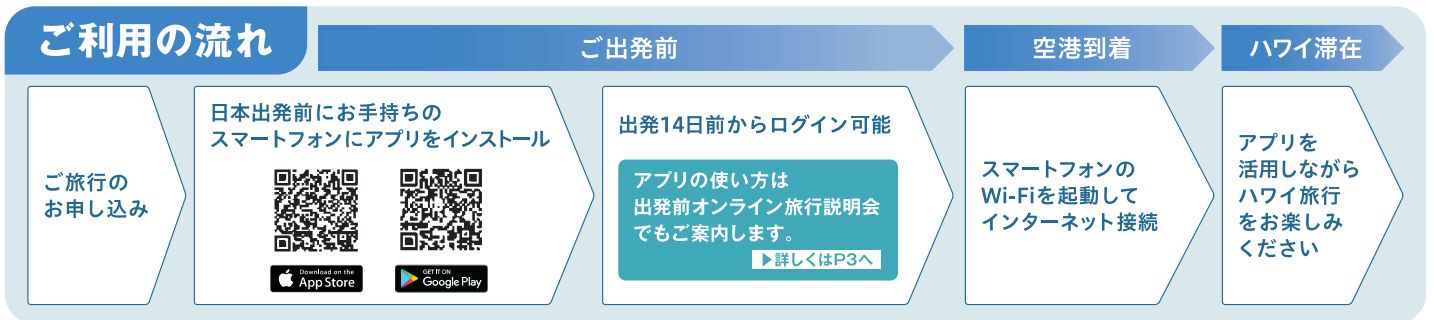 ご利用の流れ
ご出発前
空港到着
ハワイ滞在
ご旅行の
お申し込み
日本出発前にお手持ちの
スマートフォンにアプリをインストール
Download on the
App Store
GET IT ON
Google Play
出発14日前からログイン可能
アプリの使い方は
出発前オンライン旅行説明会
でもご案内します。
▶詳しくはP3へ
スマートフォンの
Wi-Fiを起動して
インターネット接続
アプリを
活用しながら
ハワイ旅行
をお楽しみ
ください